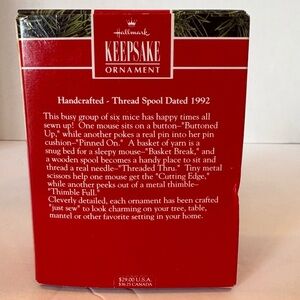 Hallmark
KEEPSAKE
ORNAMENT
Handcrafted - Thread Spool Dated 1992
This busy group of six mice has happy times all
sewn up! One mouse sits on a button–"Buttoned
Up," while another pokes a real pin into her pin
cushion–"Pinned On." A basket of yarn is a
snug bed for a sleepy mouse–"Basket Break," and
a wooden spool becomes a handy place to sit and
thread a real needle–"Threaded Thru." Tiny metal
scissors help one mouse get the "Cutting Edge,"
while another peeks out of a metal thimble–
"Thimble Full."
Cleverly detailed, each ornament has been crafted
"just sew" to look charming on your tree, table,
mantel or other favorite setting in your home.
$29.00 U.S.A.
$36.25 CANADA